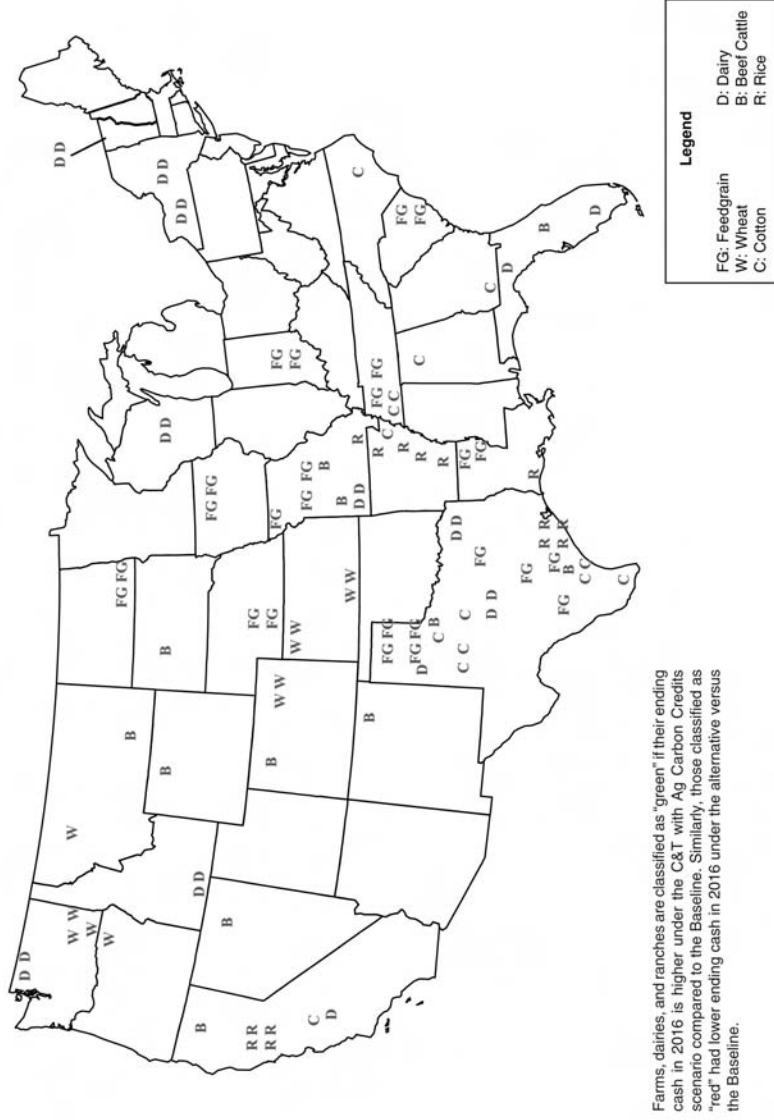 D D
W W
W
W
W
D D
B
B
R R
R R
C
D
B
B
B
W W
B
B
FG FG
B
FG
FG FG
W W
W W
FG FG
FG FG
D
C B
C C
C
D D
D D
FG
FG
FG
FG
B
R R
R R
C C
C
FG FG
FG
FG FG
B
B
D D
R
R
C
R
R
R
FG
FG
R
D D
FG
FG
FG FG
C C
C
C
D
B
D
FG
FG
C
D D
D D
D D
Legend
FG: Feedgrain
W: Wheat
C: Cotton
D: Dairy
B: Beef Cattle
R: Rice
Farms, dairies, and ranches are classified as “green” if their ending
cash in 2016 is higher under the C&T with Ag Carbon Credits
scenario compared to the Baseline. Similarly, those classified as
“red” had lower ending cash in 2016 under the alternative versus
the Baseline.